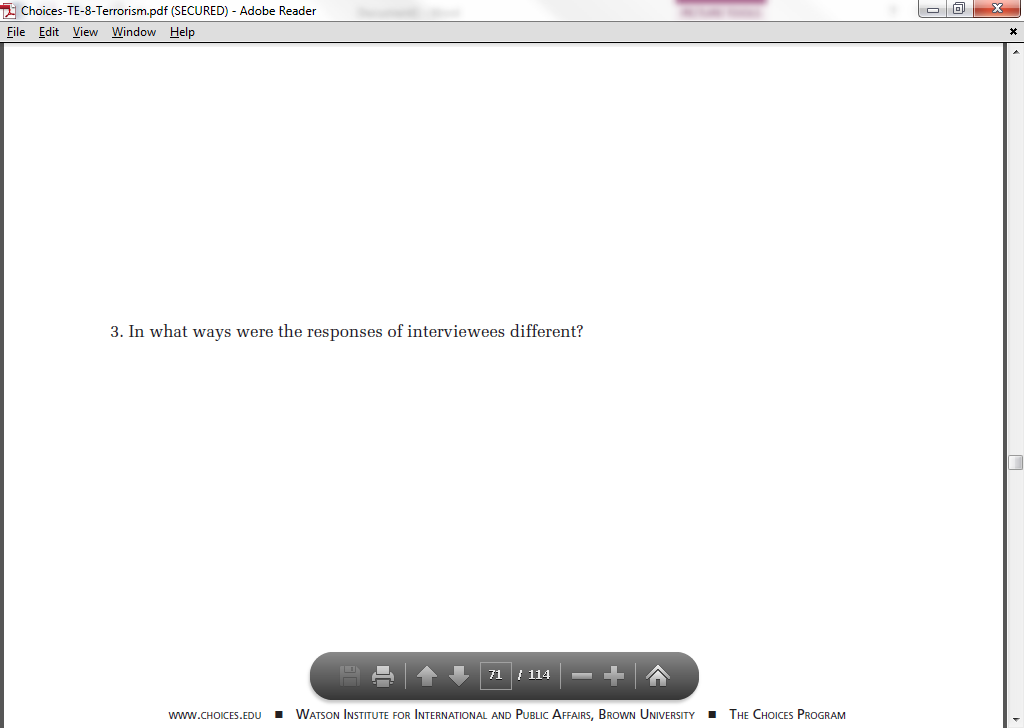 Choices-TE-8-Terrorism.pdf (SECURED) - Adobe Reader
File Edit View Window Help
3. In what ways were the responses of interviewees different?
71 / 114
WWW.CHOICES.EDU ■ WATSON INSTITUTE FOR INTERNATIONAL AND PUBLIC AFFAIRS, BROWN UNIVERSITY ■ THE CHOICES PROGRAM